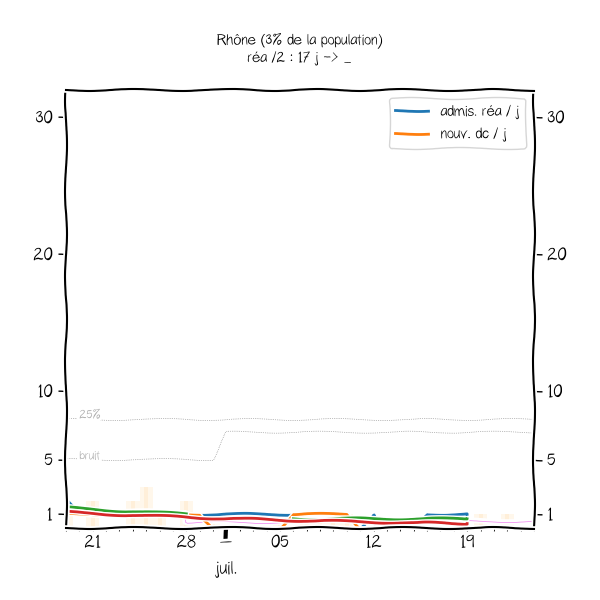 Rhône (3% de la population)
réa /2 : 17 j -> _
admis. réa / j
nouv. dc / j
30
30
20
20
10
10
25%
bruit
5
5
1
1
21
28
1
05
12
19
juil.